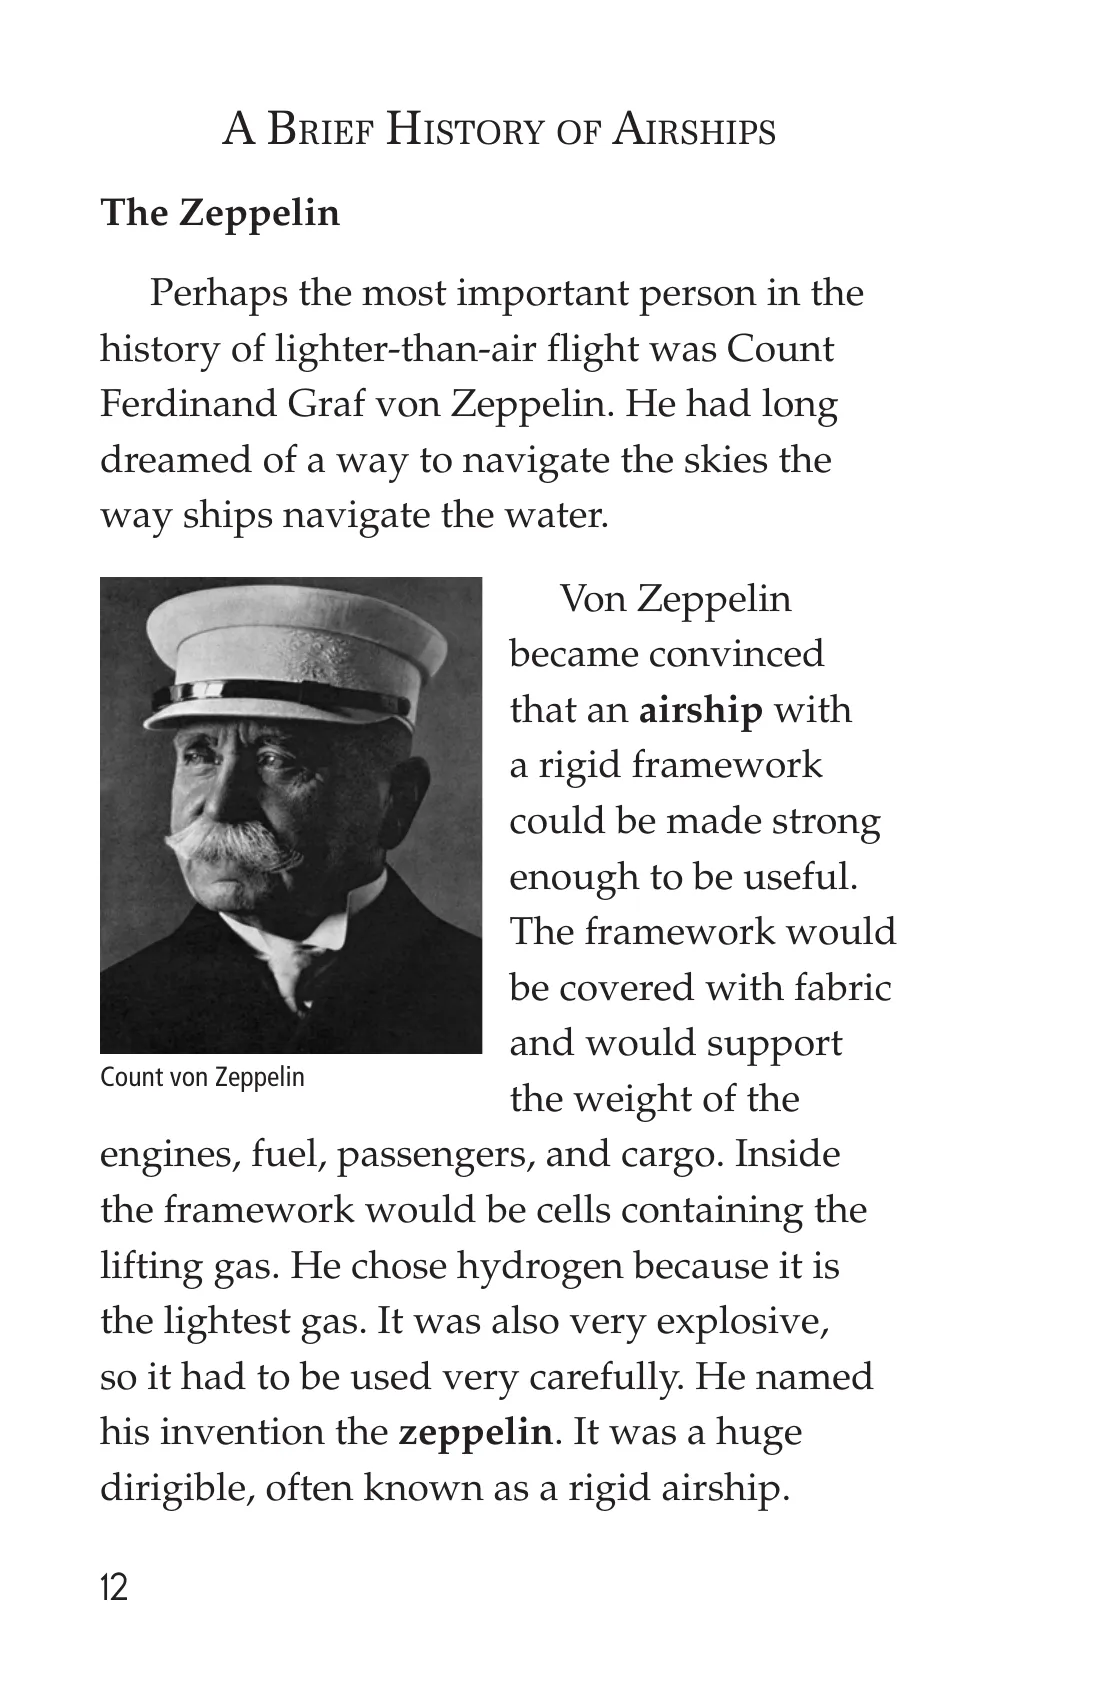 A Brief History of Airships
The Zeppelin
Perhaps the most important person in the
history of lighter-than-air flight was Count
Ferdinand Graf von Zeppelin. He had long
dreamed of a way to navigate the skies the
way ships navigate the water.
Von Zeppelin
became convinced
that an airship with
a rigid framework
could be made strong
enough to be useful.
The framework would
be covered with fabric
and would support
the weight of the
Count von Zeppelin
engines, fuel, passengers, and cargo. Inside
the framework would be cells containing the
lifting gas. He chose hydrogen because it is
the lightest gas. It was also very explosive,
so it had to be used very carefully. He named
his invention the zeppelin. It was a huge
dirigible, often known as a rigid airship.
12